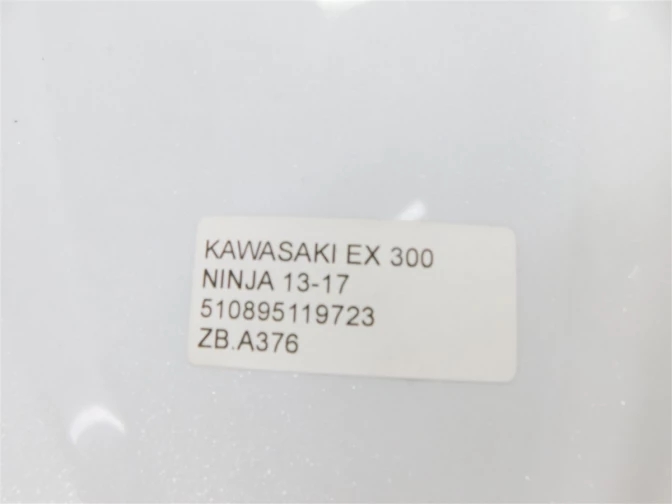 KAWASAKI EX 300
NINJA 13-17
510895119723
ZB.A376